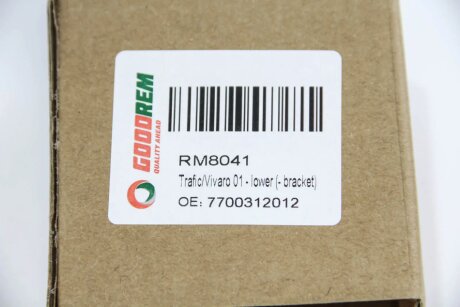 GOODREM
QUALITY AHEAD
RM8041
Trafic/Vivaro 01 - lower (- bracket)
OE: 7700312012